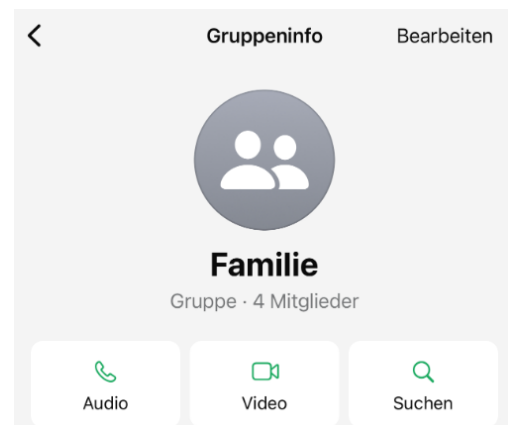 Gruppeninfo Bearbeiten
Familie
Gruppe · 4 Mitglieder
Audio Video Suchen